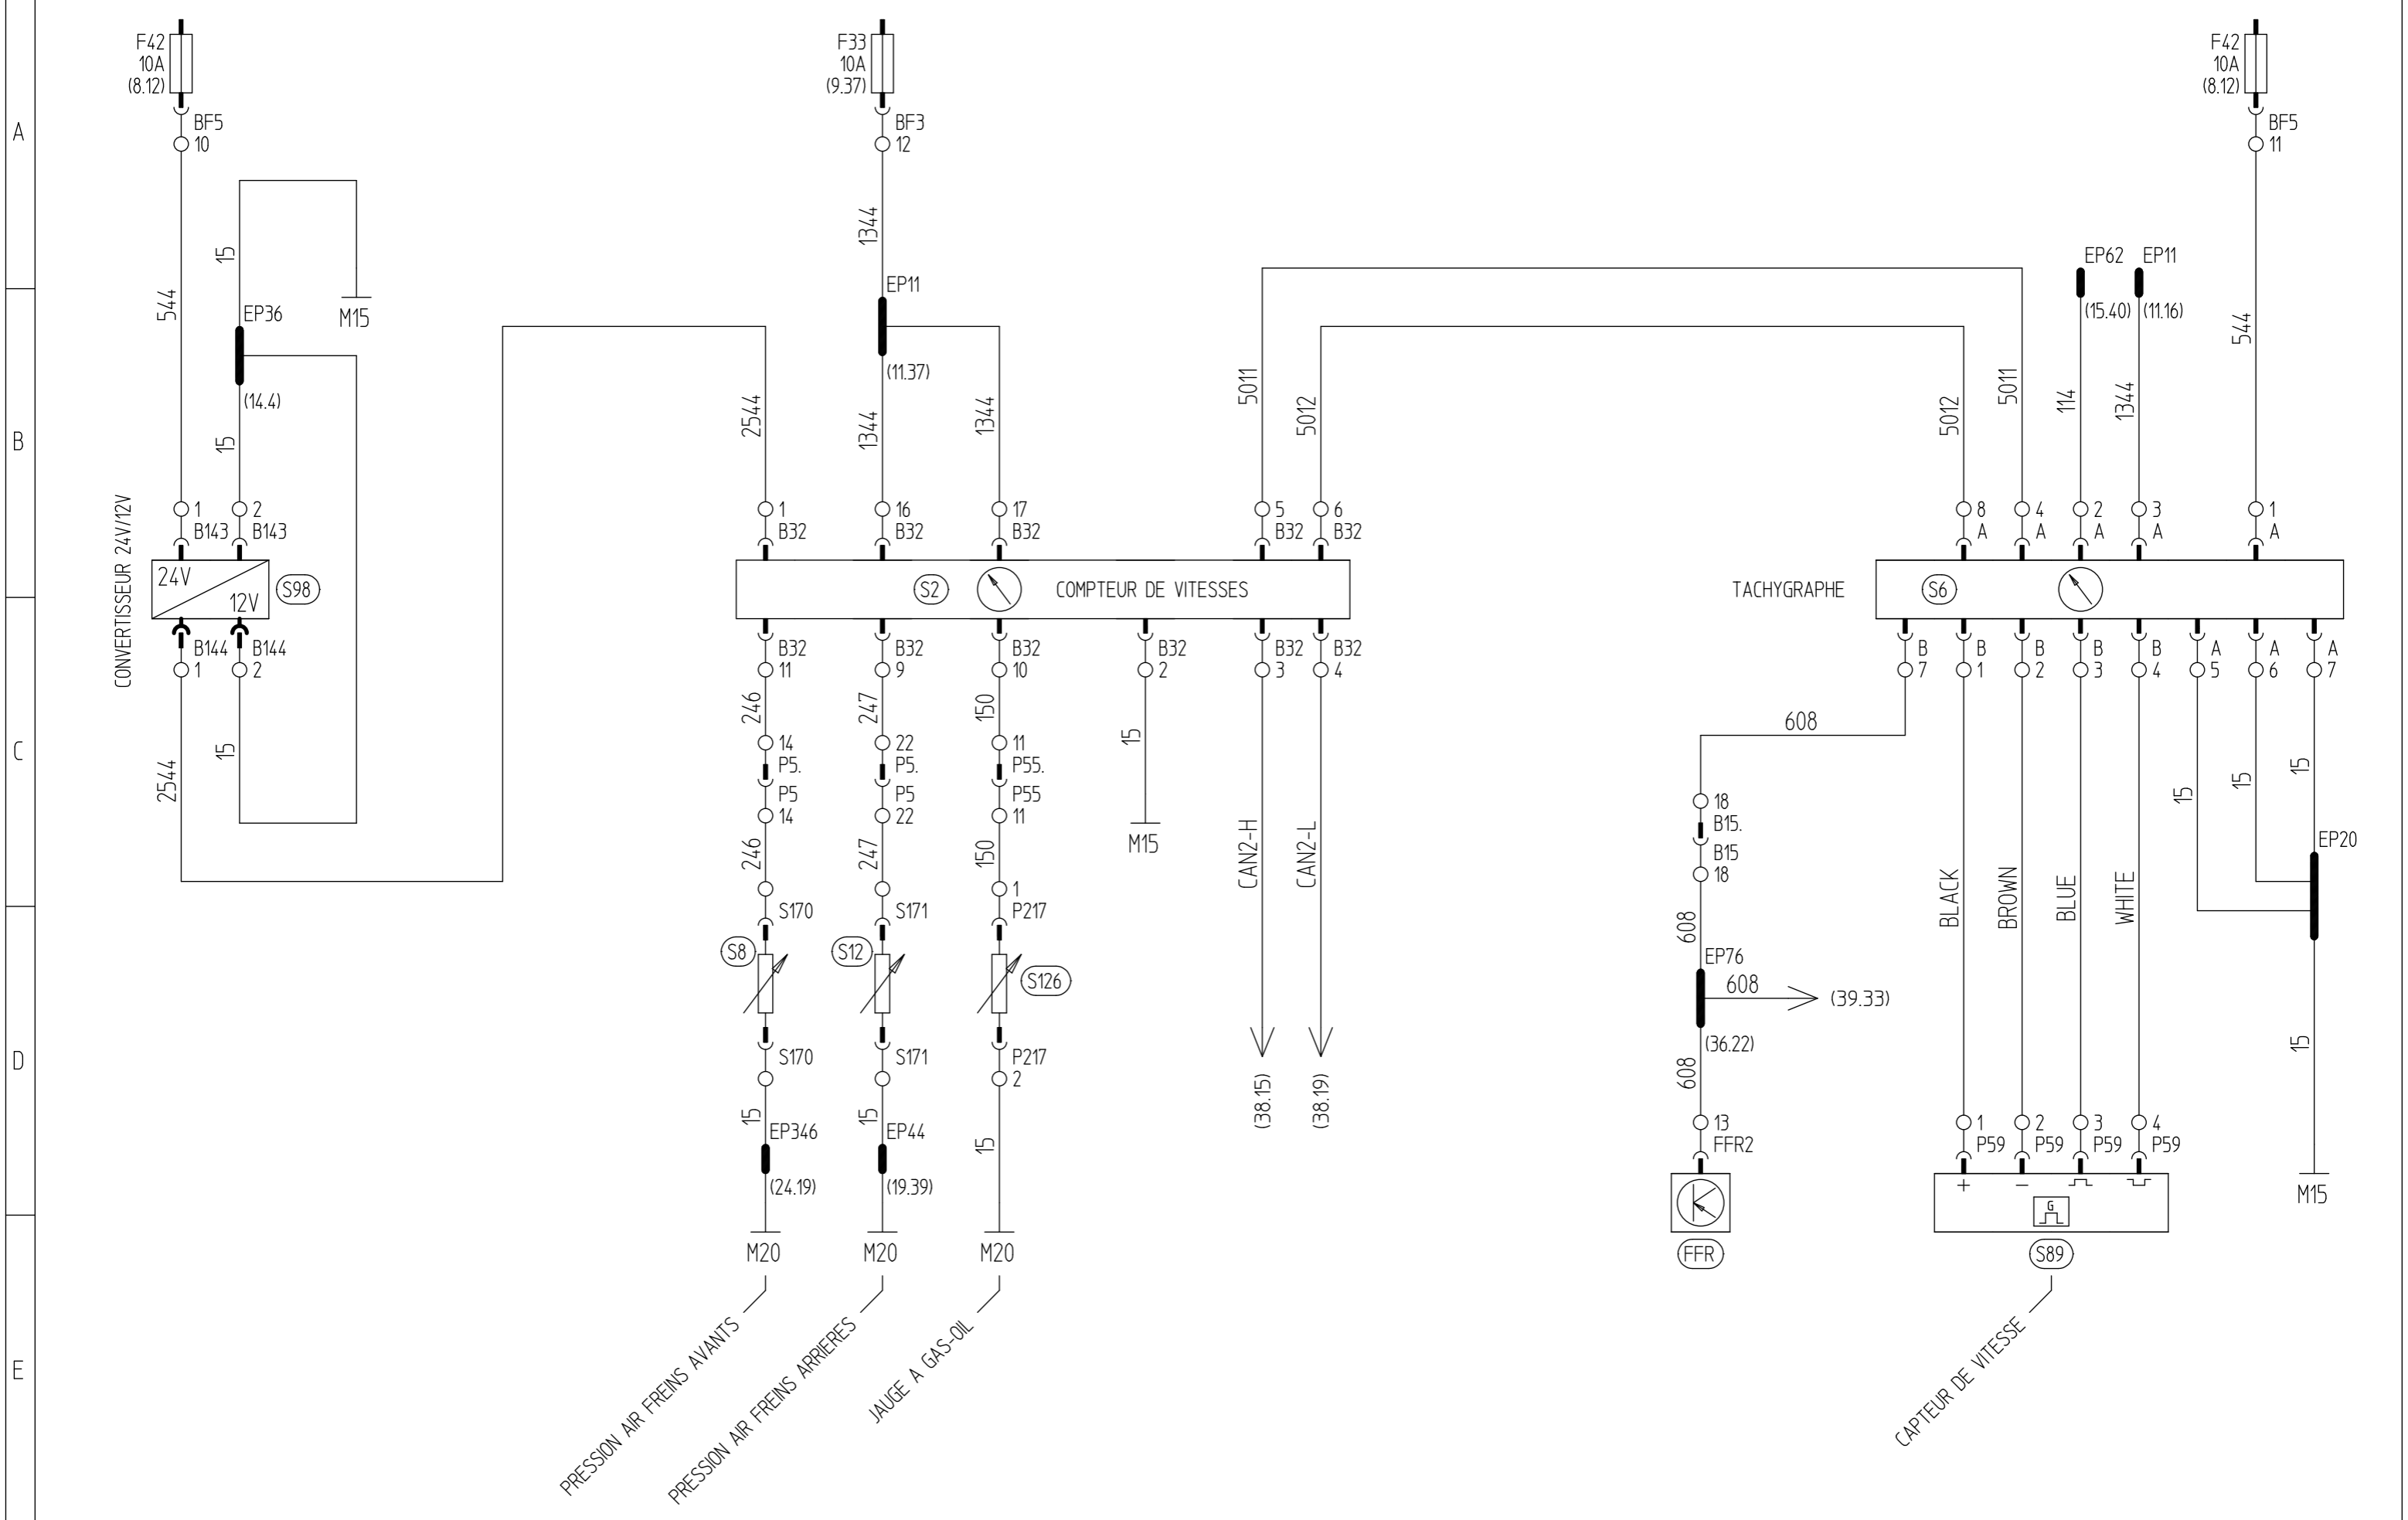 A
B
C
D
E
F42
10A
(8.12)
BF5
10
544
15
M15
EP36
(14.4)
15
1
B143
2
B143
CONVERTISSEUR 24V/12V
24V
12V
S98
B144
1
B144
2
2544
15
F33
10A
(9.37)
BF3
12
1344
EP11
(11.37)
2544
1344
1344
1
B32
16
B32
17
B32
5011
5012
5
B32
6
B32
S2
COMPTEUR DE VITESSES
B32
11
B32
9
B32
10
B32
2
B32
3
B32
4
246
247
150
15
14
P5.
P5
14
22
P5.
P5
22
11
P55.
P55
11
M15
246
247
150
CAN2-H
CAN2-L
S170
S171
1
P217
S8
S12
S126
S170
S171
P217
2
(38.15)
(38.19)
15
15
15
EP346
(24.19)
EP44
(19.39)
M20
M20
M20
PRESSION AIR FREINS AVANTS
PRESSION AIR FREINS ARRIERES
JAUGE A GAS-OIL
F42
10A
(8.12)
BF5
11
544
EP62
(15.40)
EP11
(11.16)
5012
5011
114
1344
8
A
4
A
2
A
3
A
1
A
TACHYGRAPHE
S6
B
7
B
1
B
2
B
3
B
4
A
5
A
6
A
7
608
18
B15.
B15
18
608
EP76
608
(39.33)
(36.22)
608
13
FFR2
FFR
BLACK
BROWN
BLUE
WHITE
15
15
15
EP20
15
M15
1
P59
2
P59
3
P59
4
P59
+
−
G
S89
CAPTEUR DE VITESSE